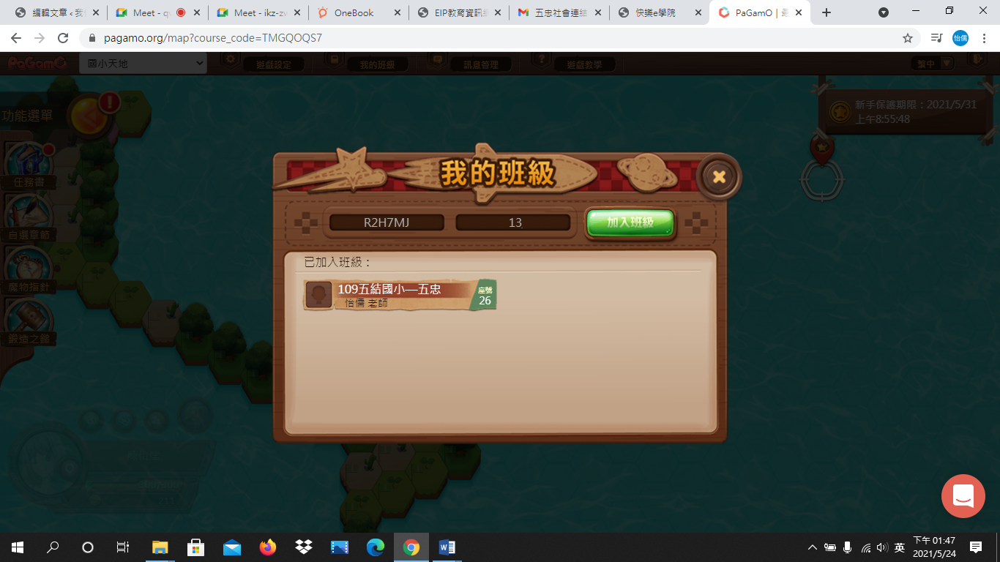 編輯文章 ‹ 我
Meet - qv
Meet - ikz-zw
OneBook
EIP教育資訊
五忠社會連結
快樂e學院
PaGamO |
pagamo.org/map?course_code=TMGQOQS7
怡儒
PaGamO
國小天地
遊戲設定
我的班級
訊息管理
遊戲教學
繁中
新手保護期限：2021/5/31
上午8:55:48
功能選單
任務書
自選章節
魔物指針
鍛造之鎚
我的班級
R2H7MJ
13
加入班級
已加入班級：
109五結國小—五忠
怡儒 老師
座號
26
英
下午 01:47
2021/5/24